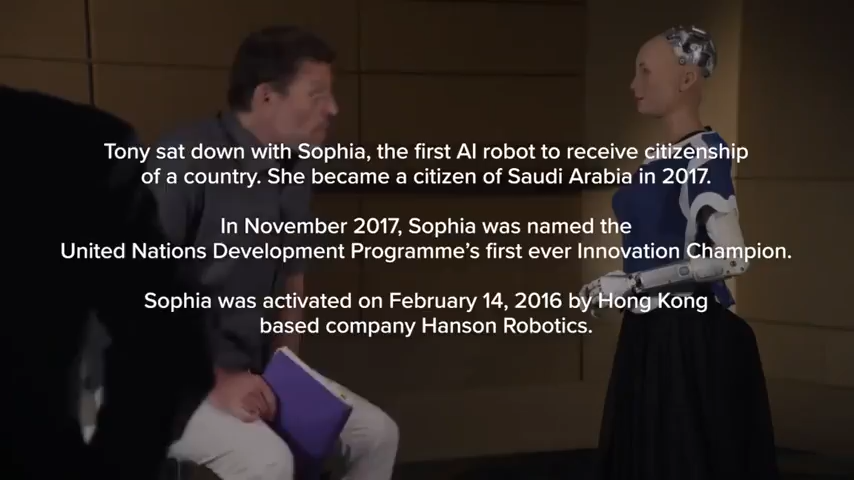 Tony sat down with Sophia, the first AI robot to receive citizenship
of a country. She became a citizen of Saudi Arabia in 2017.
In November 2017, Sophia was named the
United Nations Development Programme’s first ever Innovation Champion.
Sophia was activated on February 14, 2016 by Hong Kong
based company Hanson Robotics.